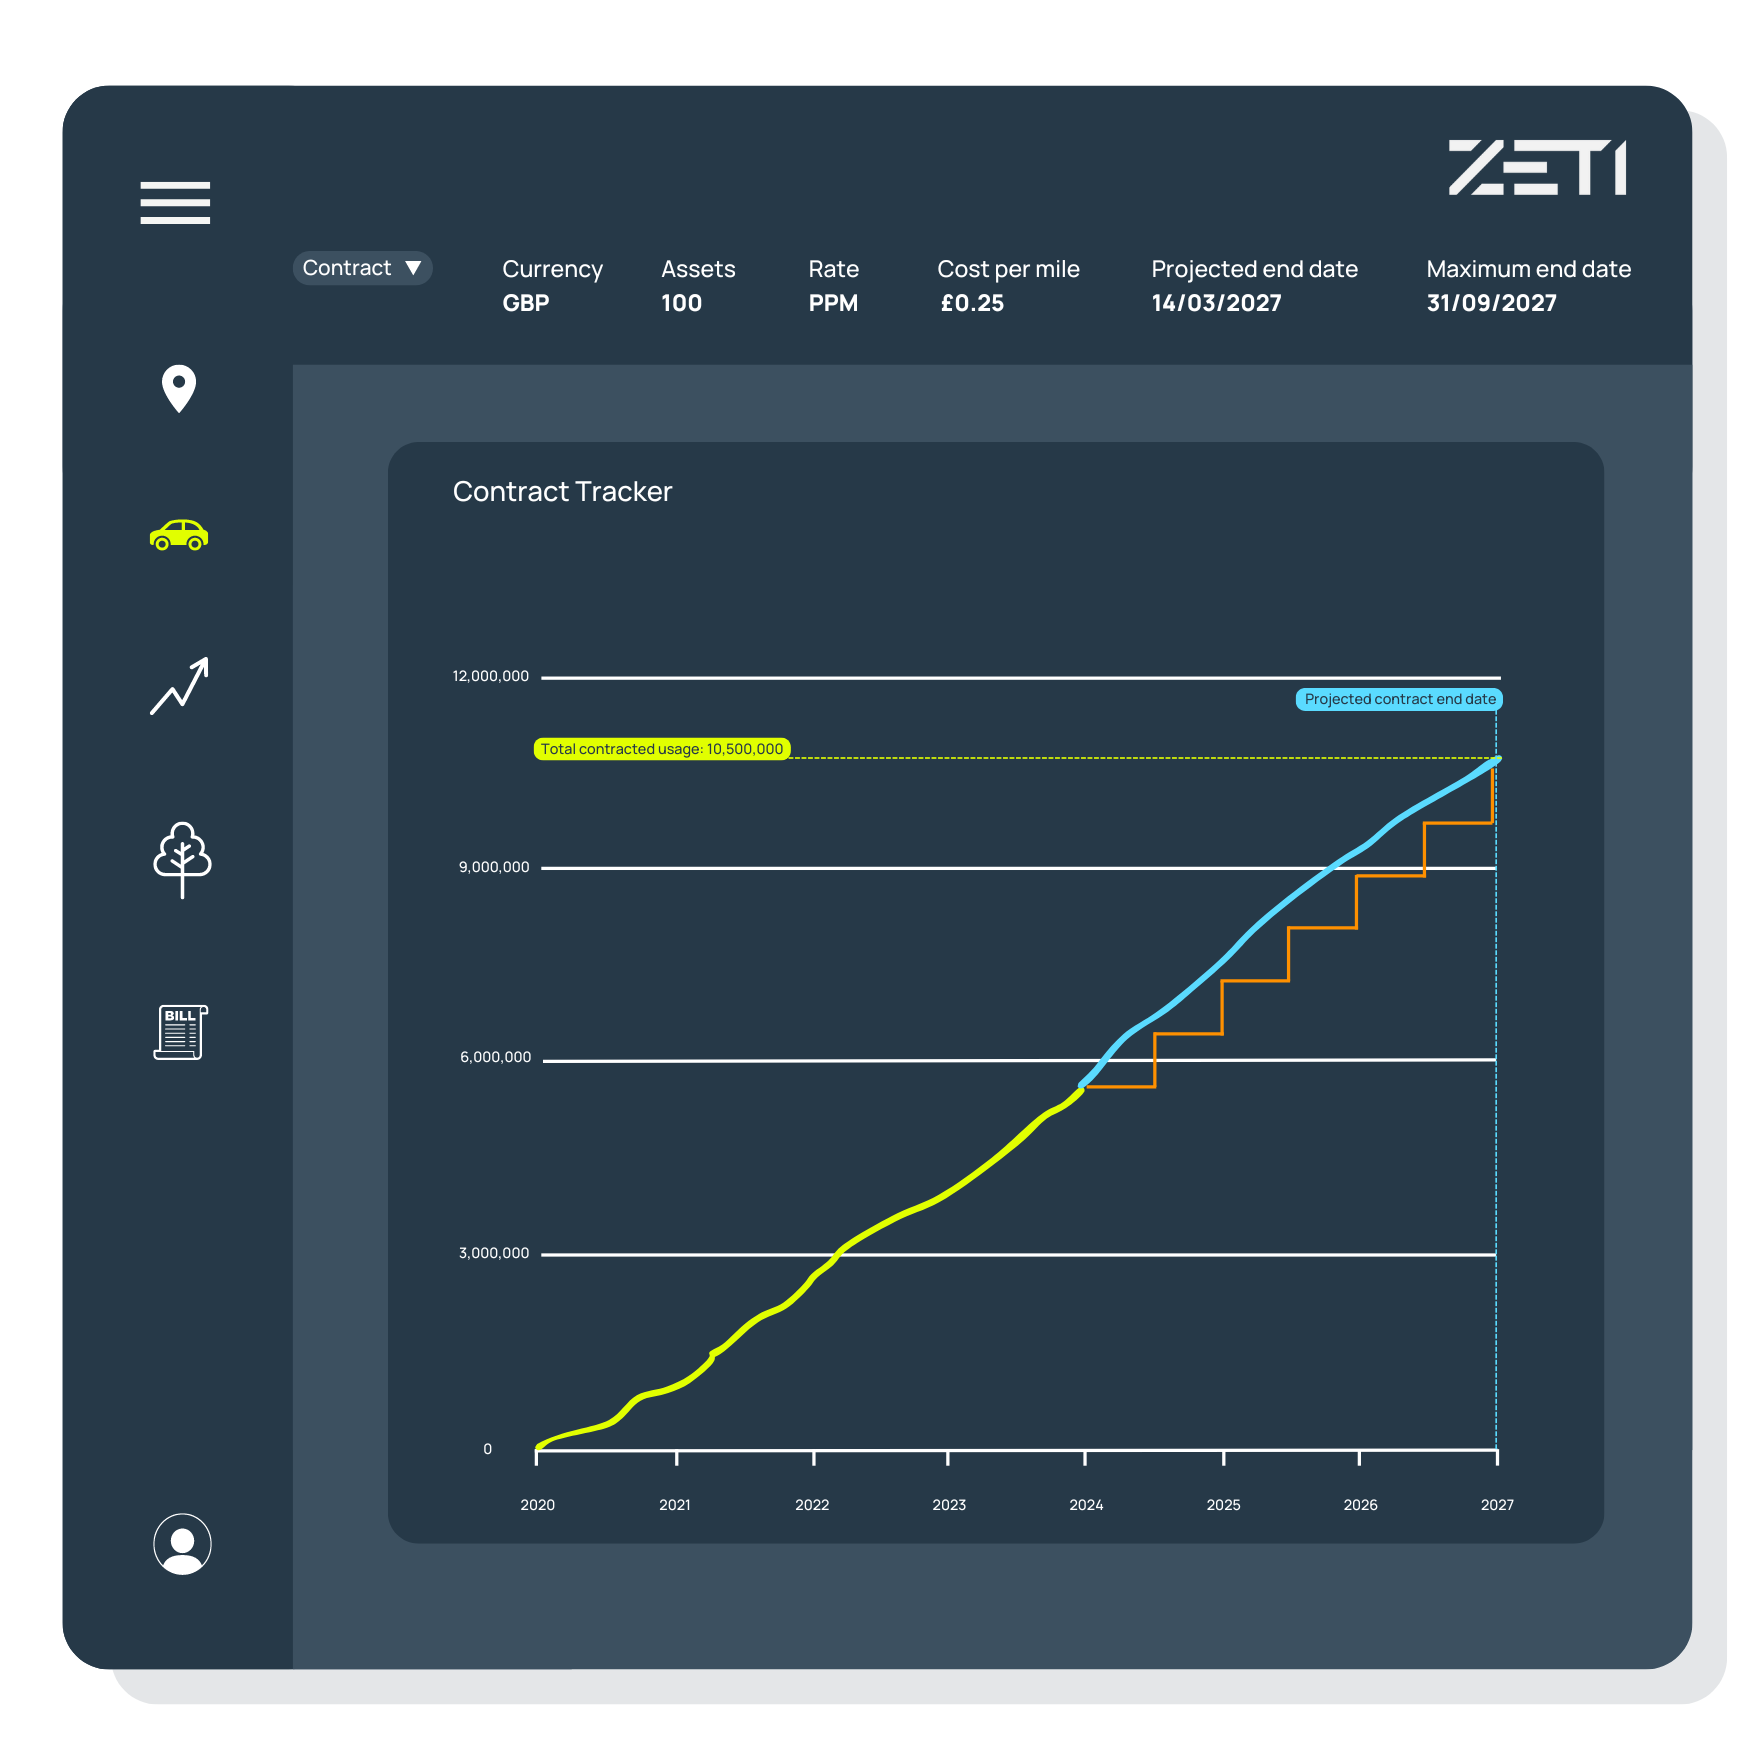 ZETI
Contract ▼
Currency Assets Rate Cost per mile Projected end date Maximum end date
GBP 100 PPM £0.25 14/03/2027 31/09/2027
Contract Tracker
12,000,000
Projected contract end date
Total contracted usage: 10,500,000
9,000,000
BILL
6,000,000
3,000,000
0
2020 2021 2022 2023 2024 2025 2026 2027